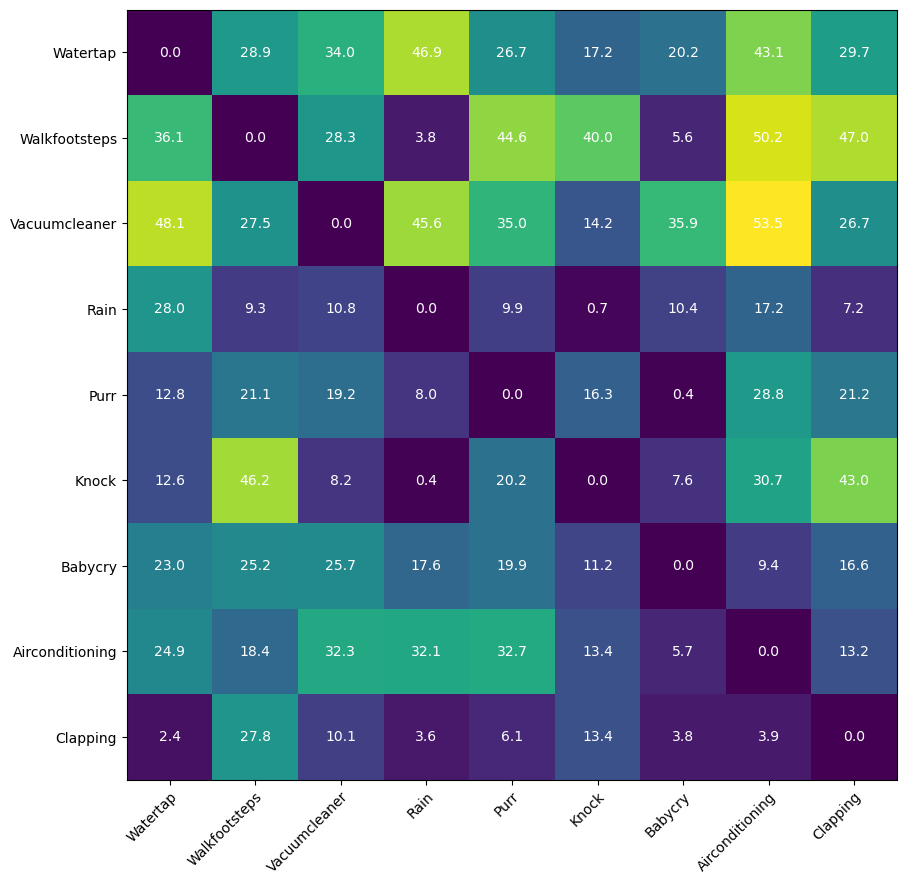 Watertap 0.0 28.9 34.0 46.9 26.7 17.2 20.2 43.1 29.7
Walkfootsteps 36.1 0.0 28.3 3.8 44.6 40.0 5.6 50.2 47.0
Vacuumcleaner 48.1 27.5 0.0 45.6 35.0 14.2 35.9 53.5 26.7
Rain 28.0 9.3 10.8 0.0 9.9 0.7 10.4 17.2 7.2
Purr 12.8 21.1 19.2 8.0 0.0 16.3 0.4 28.8 21.2
Knock 12.6 46.2 8.2 0.4 20.2 0.0 7.6 30.7 43.0
Babycry 23.0 25.2 25.7 17.6 19.9 11.2 0.0 9.4 16.6
Airconditioning 24.9 18.4 32.3 32.1 32.7 13.4 5.7 0.0 13.2
Clapping 2.4 27.8 10.1 3.6 6.1 13.4 3.8 3.9 0.0
Watertap Walkfootsteps Vacuumcleaner Rain Purr Knock Babycry Airconditioning Clapping